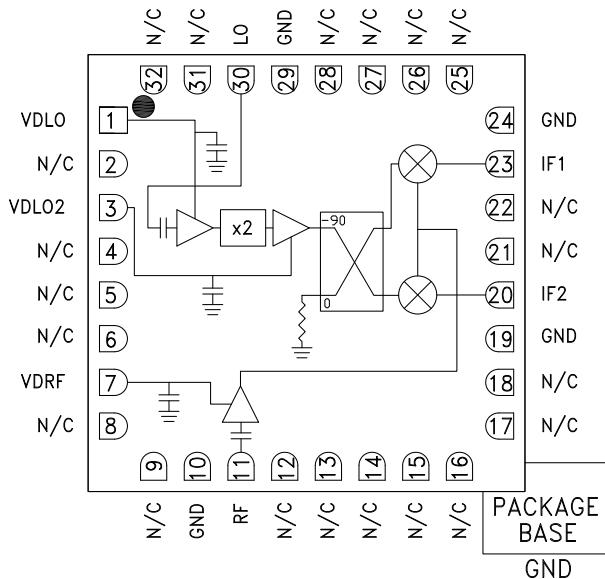 N/C N/C LO GND N/C N/C N/C N/C
32 31 30 29 28 27 26 25
VDLO 1
N/C 2
VDLO2 3
N/C 4
N/C 5
N/C 6
VDRF 7
N/C 8
x2
-90
0
24 GND
23 IF1
22 N/C
21 N/C
20 IF2
19 GND
18 N/C
17 N/C
9 10 11 12 13 14 15 16
N/C GND RF N/C N/C N/C N/C N/C
PACKAGE
BASE
GND